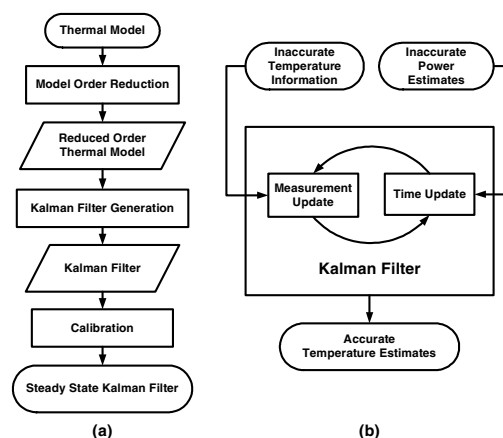 Thermal Model
Model Order Reduction
Reduced Order
Thermal Model
Kalman Filter Generation
Kalman Filter
Calibration
Steady State Kalman Filter
(a)
Inaccurate
Temperature
Information
Inaccurate
Power
Estimates
Measurement
Update
Time Update
Kalman Filter
Accurate
Temperature Estimates
(b)